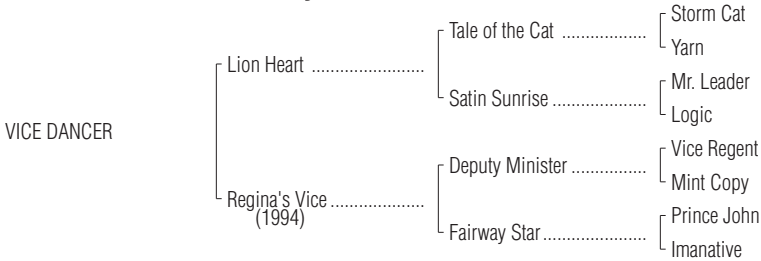 Storm Cat
Tale of the Cat ..................
Yarn
Lion Heart ........................
Mr. Leader
Satin Sunrise ....................
Logic
VICE DANCER
Vice Regent
Deputy Minister ................
Mint Copy
Regina's Vice ....................
(1994)
Prince John
Fairway Star ......................
Imanative